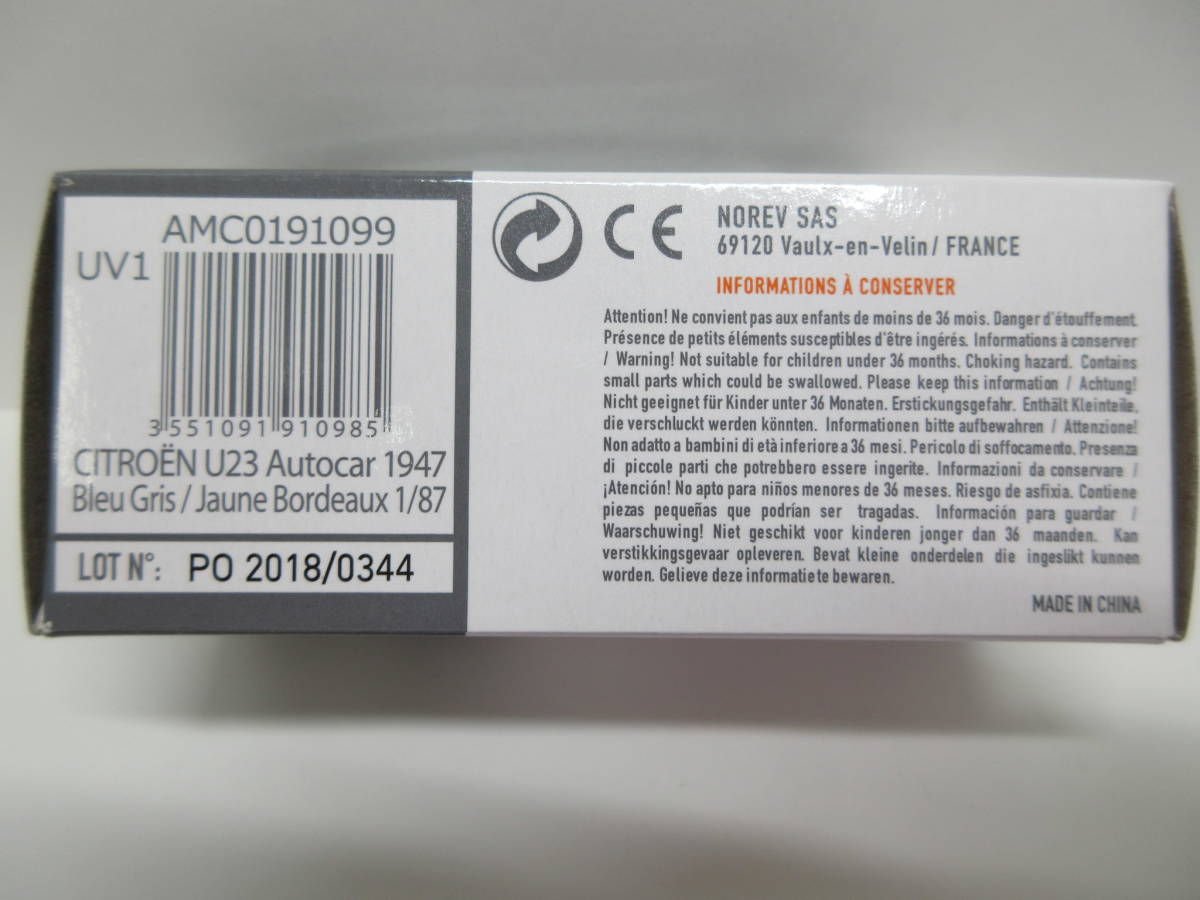 AMC0191099
UV1
3 551091 910985
CITROËN U23 Autocar 1947
Bleu Gris / Jaune Bordeaux 1/87
LOT N°: PO 2018/0344
CE
NOREV SAS
69120 Vaulx-en-Velin / FRANCE
INFORMATIONS À CONSERVER
Attention! Ne convient pas aux enfants de moins de 36 mois. Danger d'étouffement.
Présence de petits éléments susceptibles d'être ingérés. Informations à conserver
/ Warning! Not suitable for children under 36 months. Choking hazard. Contains
small parts which could be swallowed. Please keep this information / Achtung!
Nicht geeignet für Kinder unter 36 Monaten. Erstickungsgefahr. Enthält Kleinteile,
die verschluckt werden könnten. Informationen bitte aufbewahren / Attenzione!
Non adatto a bambini di età inferiore a 36 mesi. Pericolo di soffocamento. Presenza
di piccole parti che potrebbero essere ingerite. Informazioni da conservare /
¡Atención! No apto para niños menores de 36 meses. Riesgo de asfixia. Contiene
piezas pequeñas que podrían ser tragadas. Información para guardar /
Waarschuwing! Niet geschikt voor kinderen jonger dan 36 maanden. Kan
verstikkingsgevaar opleveren. Bevat kleine onderdelen die ingeslikt kunnen
worden. Gelieve deze informatie te bewaren.
MADE IN CHINA